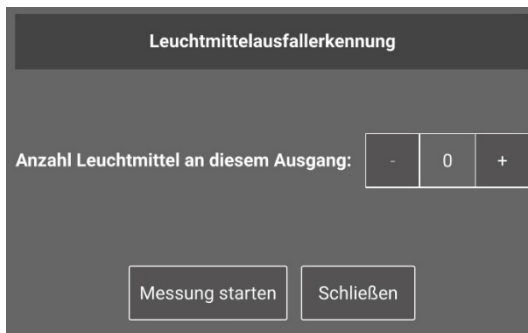 Leuchtmittelausfallerkennung
Anzahl Leuchtmittel an diesem Ausgang: - 0 +
Messung starten Schließen